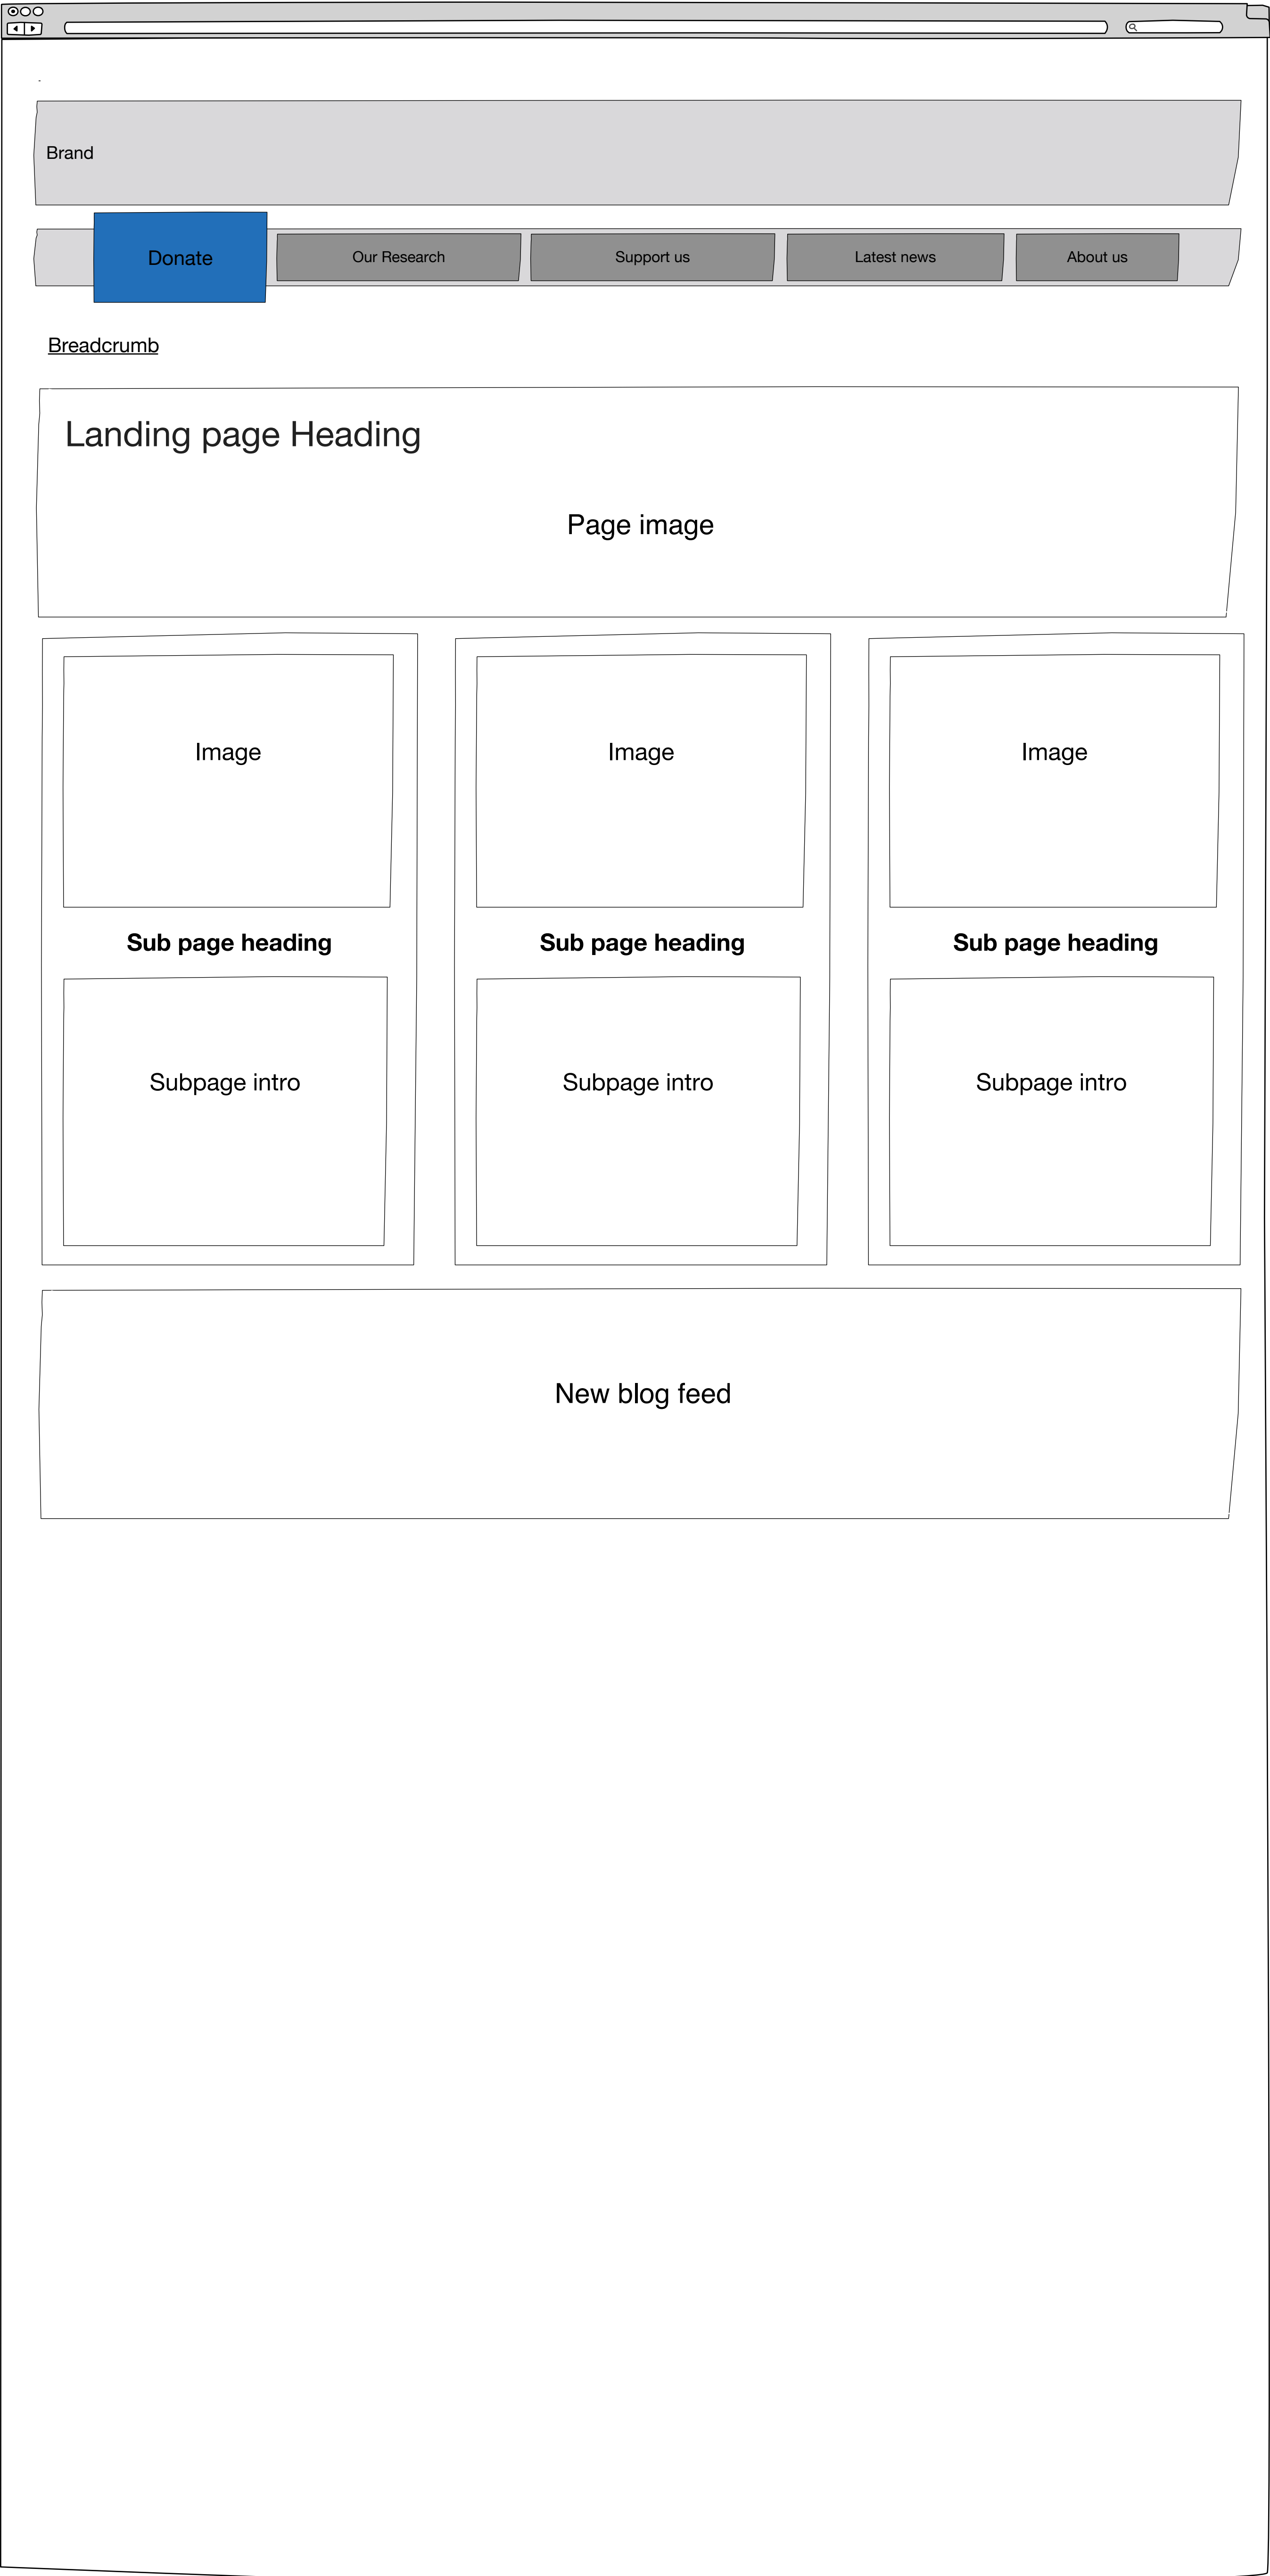 Brand
Donate
Our Research
Support us
Latest news
About us
Breadcrumb
Landing page Heading
Page image
Image
Image
Image
Sub page heading
Sub page heading
Sub page heading
Subpage intro
Subpage intro
Subpage intro
New blog feed